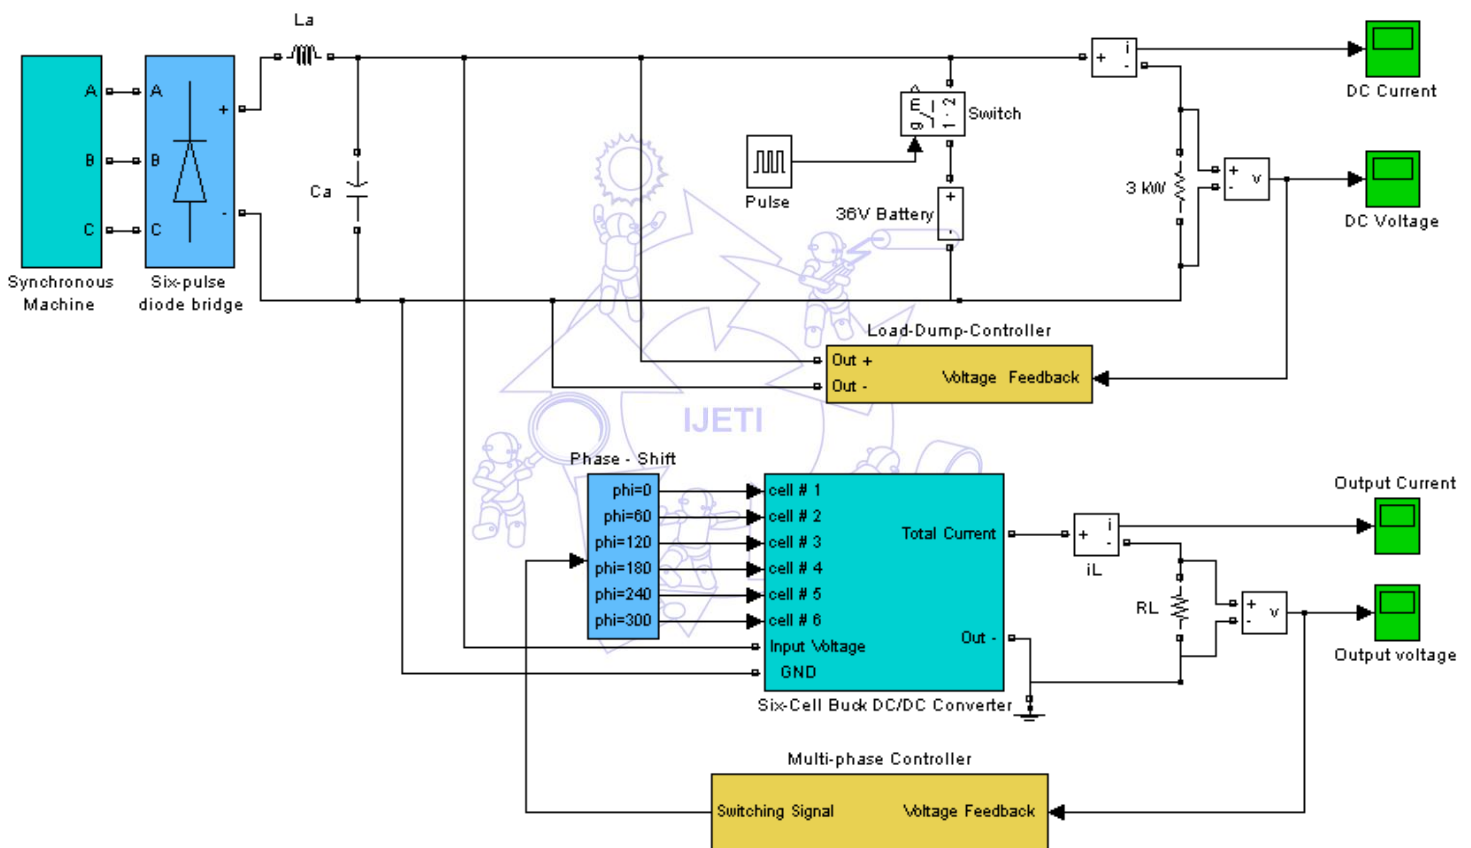 La
A
B
C
A
B
C
+
-
Synchronous
Machine
Six-pulse
diode bridge
Ca
Pulse
g m
1 - 2
Switch
36V Battery
+
-
+
i
-
DC Current
3 kW
+
-
v
DC Voltage
Load-Dump-Controller
Out +
Out -
Voltage Feedback
IJETI
Phase - Shift
phi=0
phi=60
phi=120
phi=180
phi=240
phi=300
cell # 1
cell # 2
cell # 3
cell # 4
cell # 5
cell # 6
Input Voltage
GND
Total Current
Out -
Six-Cell Buck DC/DC Converter
+
i
-
iL
Output Current
RL
+
-
v
Output voltage
Multi-phase Controller
Switching Signal
Voltage Feedback